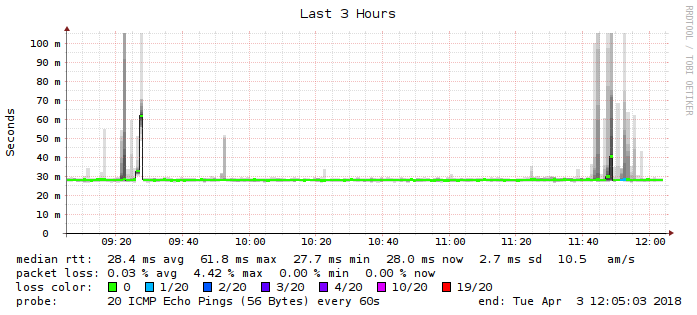 Last 3 Hours
RRDTOOL / TOBI OETIKER
Seconds
100 m
90 m
80 m
70 m
60 m
50 m
40 m
30 m
20 m
10 m
0
09:20 09:40 10:00 10:20 10:40 11:00 11:20 11:40 12:00
median rtt: 28.4 ms avg 61.8 ms max 27.7 ms min 28.0 ms now 2.7 ms sd 10.5 am/s
packet loss: 0.03 % avg 4.42 % max 0.00 % min 0.00 % now
loss color: 0 1/20 2/20 3/20 4/20 10/20 19/20
probe: 20 ICMP Echo Pings (56 Bytes) every 60s end: Tue Apr 3 12:05:03 2018